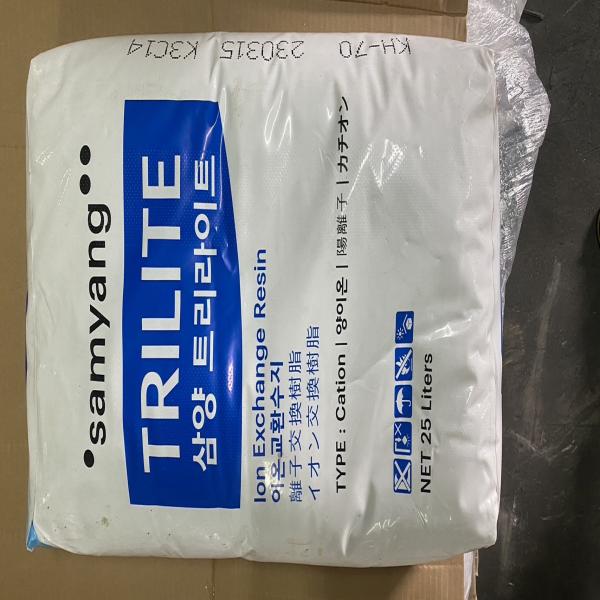 •samyang••
TRILITE
삼양 트리라이트
Ion Exchange Resin
이온교환수지
離子交換樹脂
イオン交換樹脂
TYPE : Cation | 양이온 | 陽離子 | カチオン
NET 25 Liters
KH-70 230315 K3C14